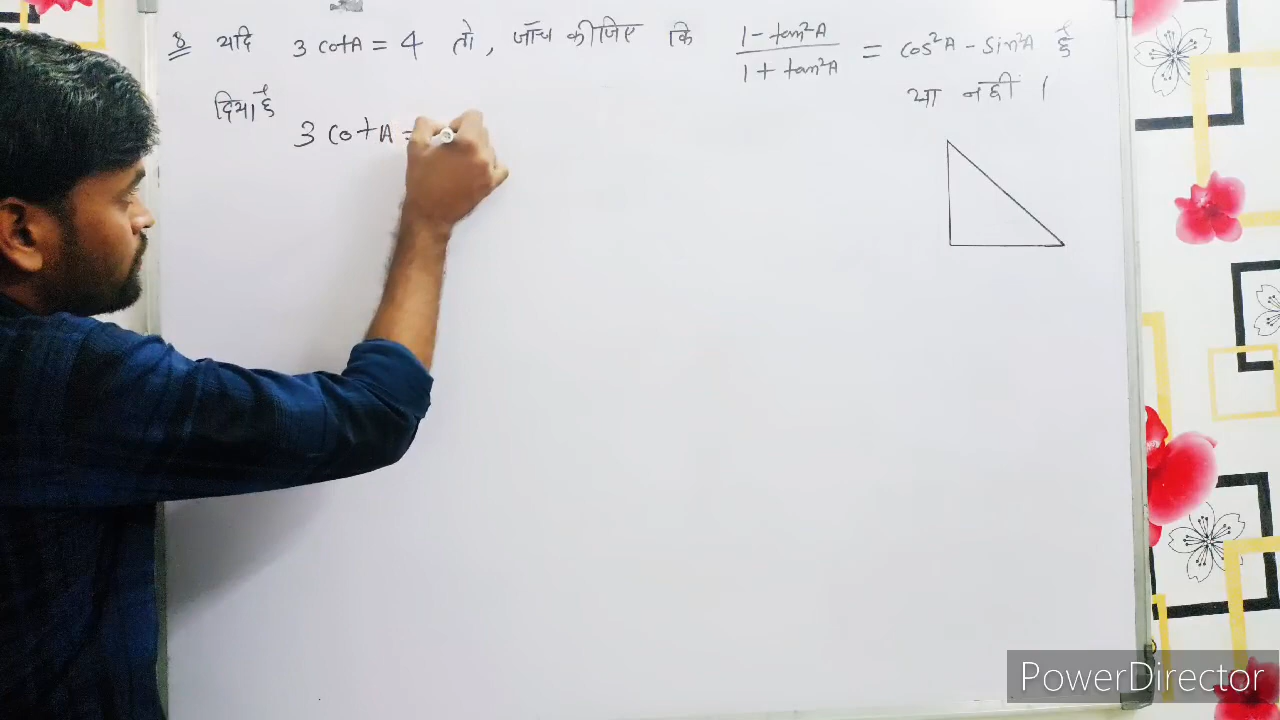 8 यदि 3 cotA = 4 तो, जाँच कीजिए कि (1 - tan²A)/(1 + tan²A) = cos²A - sin²A है
या नहीं ।
दिया है
3 cotA =
PowerDirector